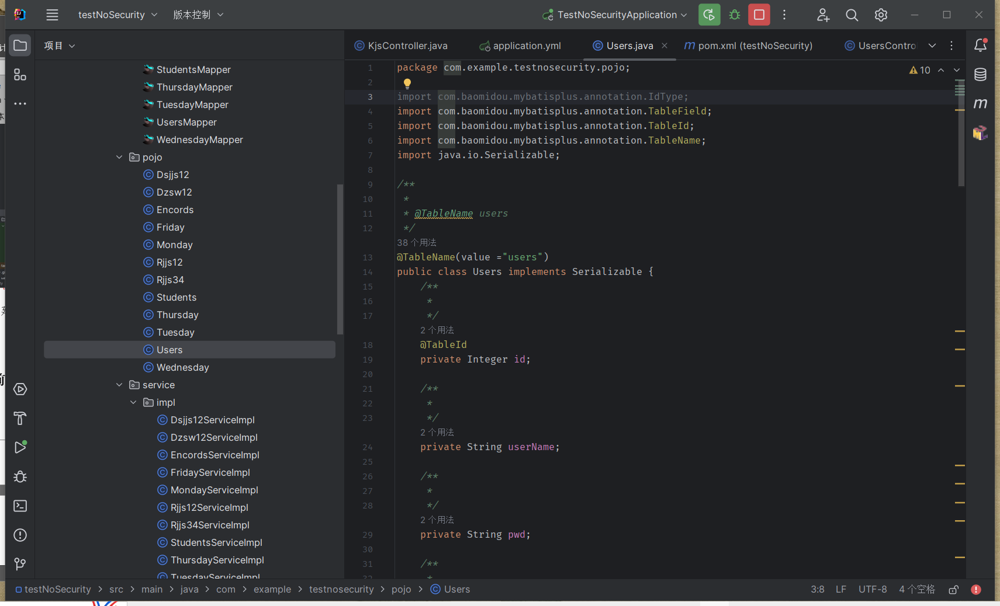 testNoSecurity
版本控制
TestNoSecurityApplication
项目
KjsController.java
application.yml
Users.java
pom.xml (testNoSecurity)
UsersContro
StudentsMapper
ThursdayMapper
TuesdayMapper
UsersMapper
WednesdayMapper
pojo
Dsjjs12
Dzsw12
Encords
Friday
Monday
Rjjs12
Rjjs34
Students
Thursday
Tuesday
Users
Wednesday
service
impl
Dsjjs12ServiceImpl
Dzsw12ServiceImpl
EncordsServiceImpl
FridayServiceImpl
MondayServiceImpl
Rjjs12ServiceImpl
Rjjs34ServiceImpl
StudentsServiceImpl
ThursdayServiceImpl
TuesdayServiceImpl
1 package com.example.testnosecurity.pojo;
10
2
3 import com.baomidou.mybatisplus.annotation.IdType;
4 import com.baomidou.mybatisplus.annotation.TableField;
5 import com.baomidou.mybatisplus.annotation.TableId;
6 import com.baomidou.mybatisplus.annotation.TableName;
7 import java.io.Serializable;
8
9 /**
10 *
11 * @TableName users
12 */
38 个用法
13 @TableName(value ="users")
14 public class Users implements Serializable {
15 /**
16 *
17 */
2 个用法
18 @TableId
19 private Integer id;
20
21 /**
22 *
23 */
2 个用法
24 private String userName;
25
26 /**
27 *
28 */
2 个用法
29 private String pwd;
30
31 /**
32 *
testNoSecurity > src > main > java > com > example > testnosecurity > pojo > Users
3:8 LF UTF-8 4 个空格